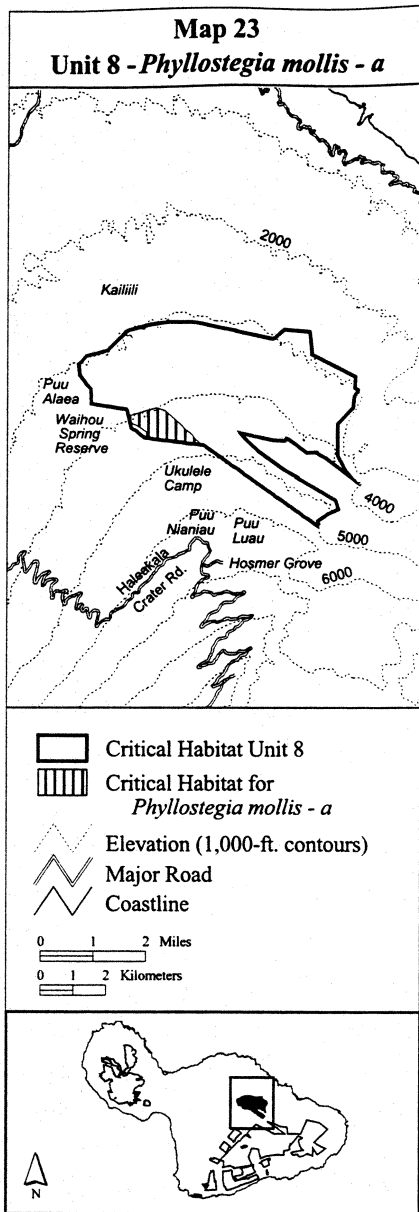 Map 23
Unit 8 - Phyllostegia mollis - a
2000
Kailiili
Puu
Alaea
Waihou
Spring
Reserve
Ukulele
Camp
4000
Puu
Nianiau
Puu
Luau
5000
Hosmer Grove
6000
Haleakala
Crater Rd.
Critical Habitat Unit 8
Critical Habitat for
Phyllostegia mollis - a
Elevation (1,000-ft. contours)
Major Road
Coastline
0 1 2 Miles
0 1 2 Kilometers
N